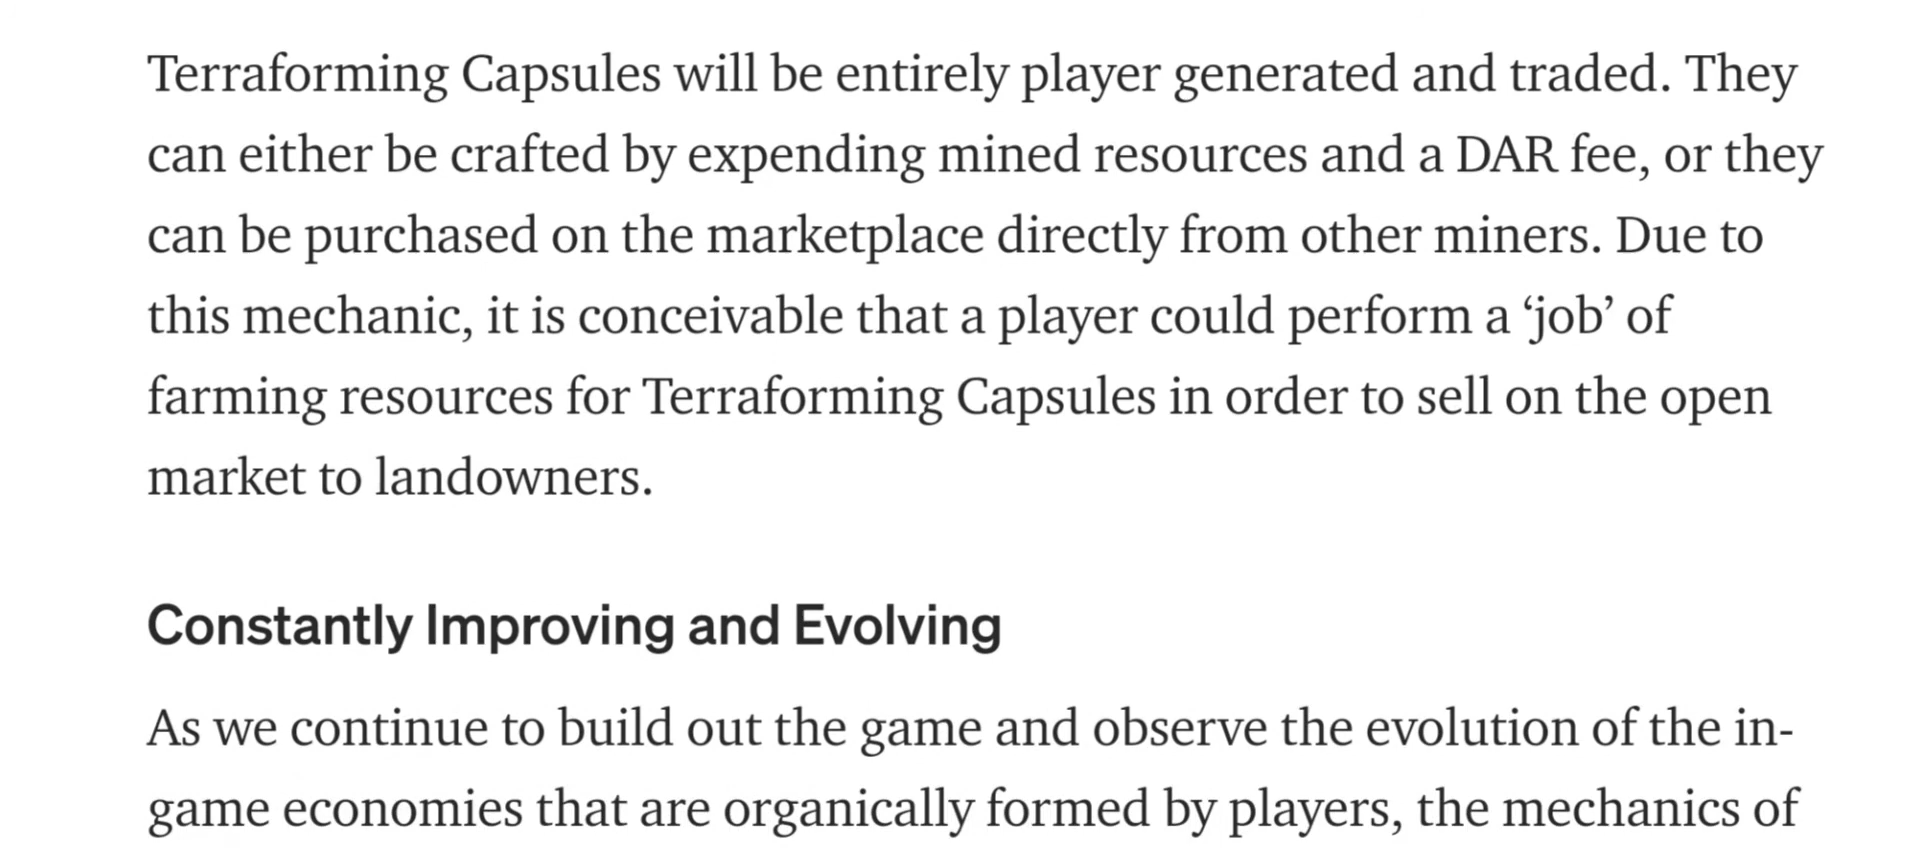 Terraforming Capsules will be entirely player generated and traded. They
can either be crafted by expending mined resources and a DAR fee, or they
can be purchased on the marketplace directly from other miners. Due to
this mechanic, it is conceivable that a player could perform a ‘job’ of
farming resources for Terraforming Capsules in order to sell on the open
market to landowners.
Constantly Improving and Evolving
As we continue to build out the game and observe the evolution of the in-
game economies that are organically formed by players, the mechanics of